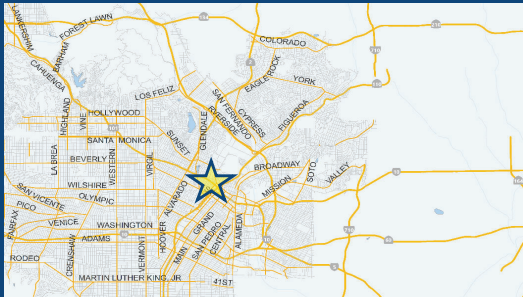 LANKERSHIM
FOREST LAWN
BARHAM
CAHUENGA
COLORADO
EAGLE ROCK
YORK
LOS FELIZ
SAN FERNANDO
RIVERSIDE
CYPRESS
FIGUEROA
HIGHLAND
VINE
HOLLYWOOD
GLENDALE
SUNSET
SANTA MONICA
LA BREA
BEVERLY
WESTERN
VIRGIL
BROADWAY
SOTO
VALLEY
MISSION
WILSHIRE
SAN VICENTE
OLYMPIC
ALVARADO
PICO
FAIRFAX
VENICE
WASHINGTON
HOOVER
GRAND
ALAMEDA
ADAMS
CRENSHAW
VERMONT
MAIN
SAN PEDRO
CENTRAL
RODEO
MARTIN LUTHER KING, JR
41ST